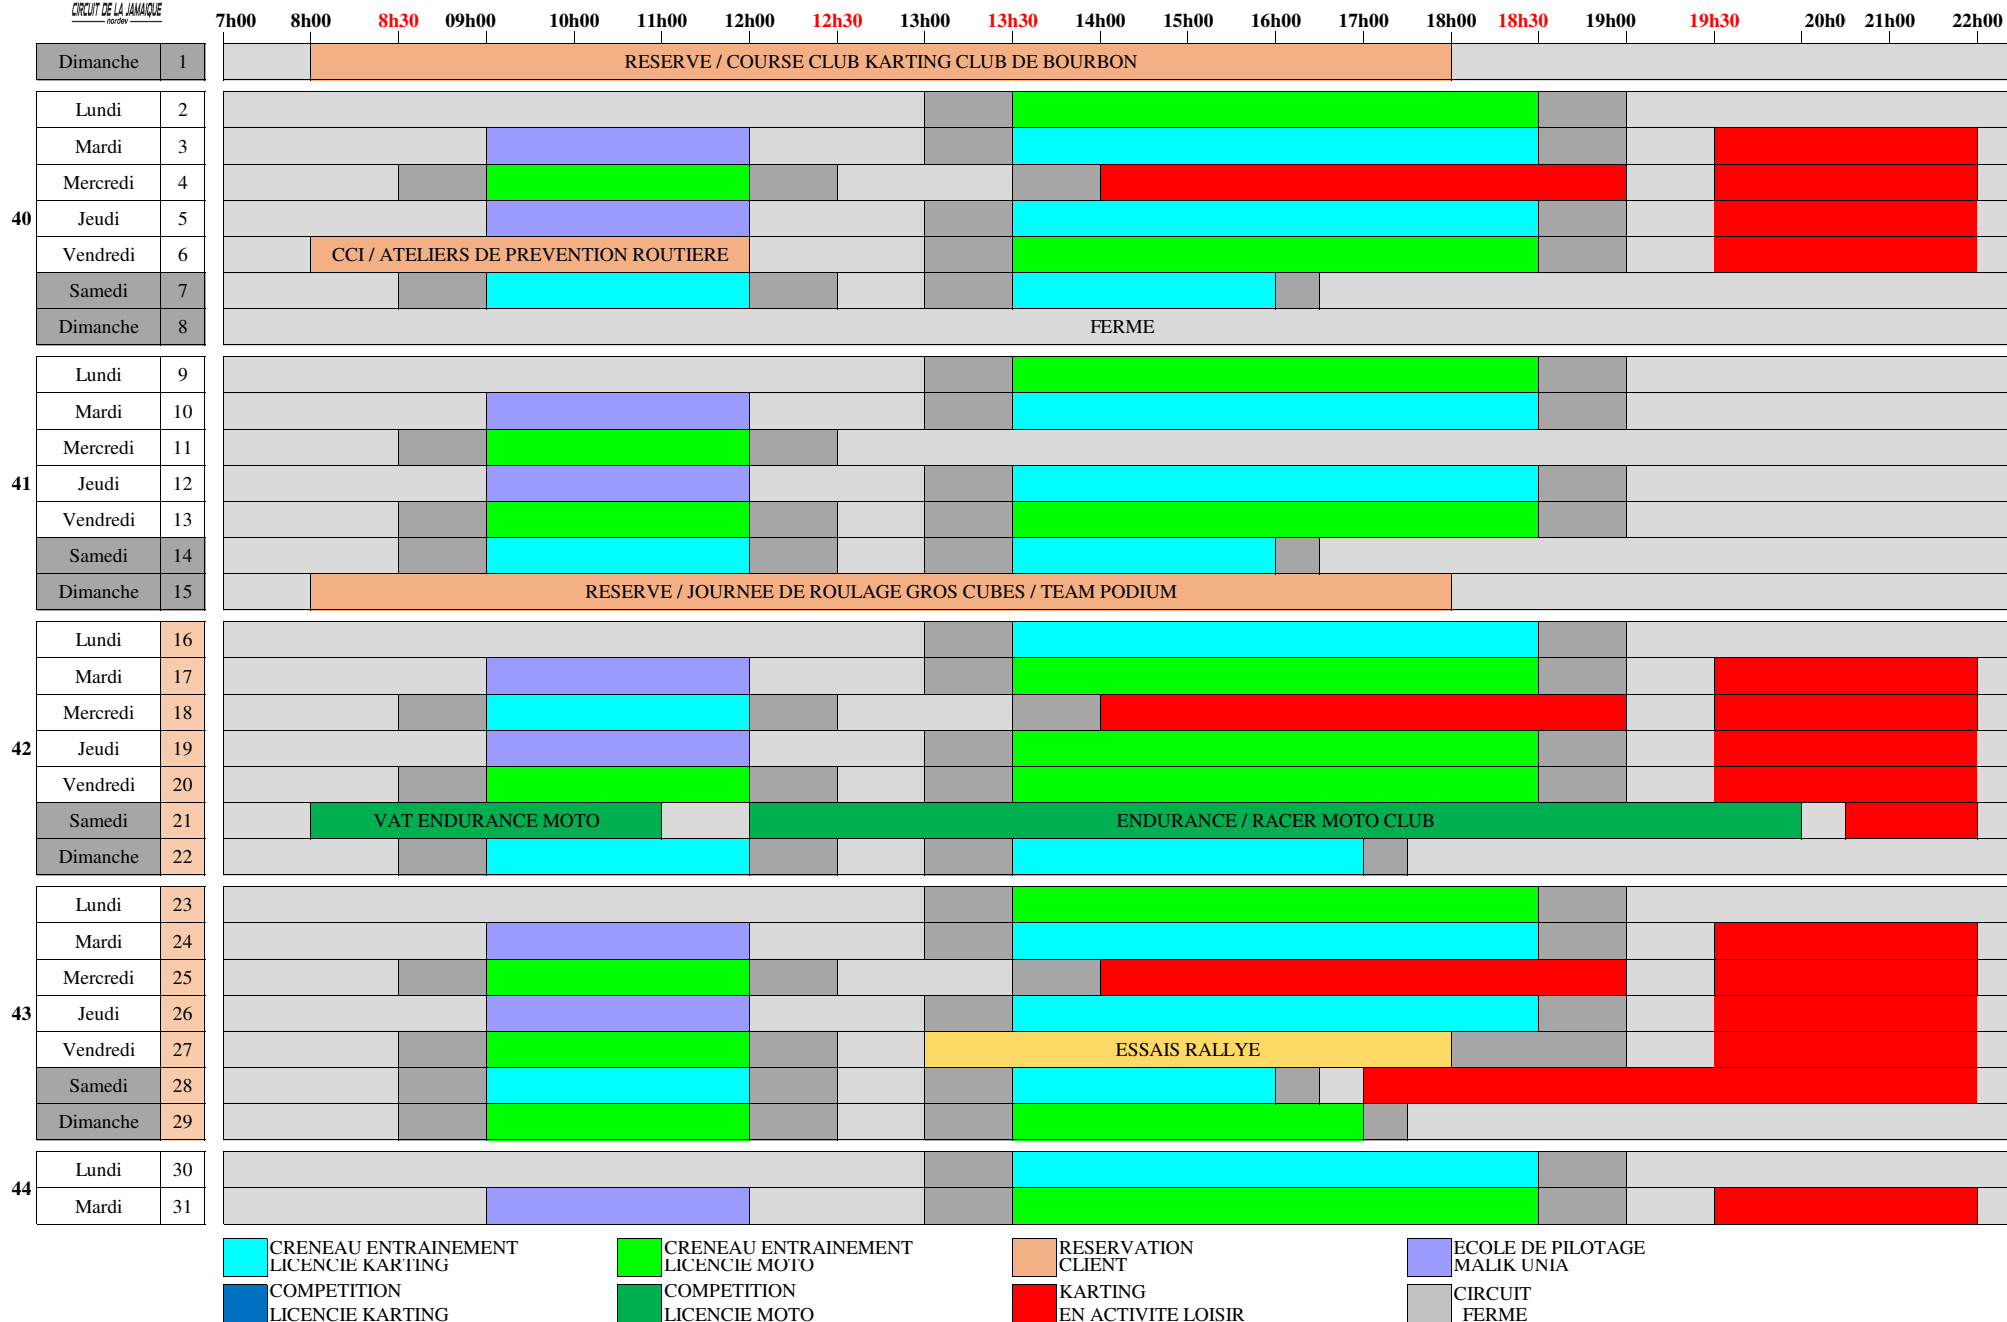 CIRCUIT DE LA JAMAIQUE
nordev
7h00 8h00 8h30 09h00 10h00 11h00 12h00 12h30 13h00 13h30 14h00 15h00 16h00 17h00 18h00 18h30 19h00 19h30 20h0 21h00 22h00
Dimanche 1 RESERVE / COURSE CLUB KARTING CLUB DE BOURBON
Lundi 2
Mardi 3
Mercredi 4
40 Jeudi 5
Vendredi 6 CCI / ATELIERS DE PREVENTION ROUTIERE
Samedi 7
Dimanche 8 FERME
Lundi 9
Mardi 10
Mercredi 11
41 Jeudi 12
Vendredi 13
Samedi 14
Dimanche 15 RESERVE / JOURNEE DE ROULAGE GROS CUBES / TEAM PODIUM
Lundi 16
Mardi 17
Mercredi 18
42 Jeudi 19
Vendredi 20
Samedi 21 VAT ENDURANCE MOTO ENDURANCE / RACER MOTO CLUB
Dimanche 22
Lundi 23
Mardi 24
Mercredi 25
43 Jeudi 26
Vendredi 27 ESSAIS RALLYE
Samedi 28
Dimanche 29
Lundi 30
44
Mardi 31
CRENEAU ENTRAINEMENT
LICENCIE KARTING
CRENEAU ENTRAINEMENT
LICENCIE MOTO
RESERVATION
CLIENT
ECOLE DE PILOTAGE
MALIK UNIA
COMPETITION
LICENCIE KARTING
COMPETITION
LICENCIE MOTO
KARTING
EN ACTIVITE LOISIR
CIRCUIT
FERME